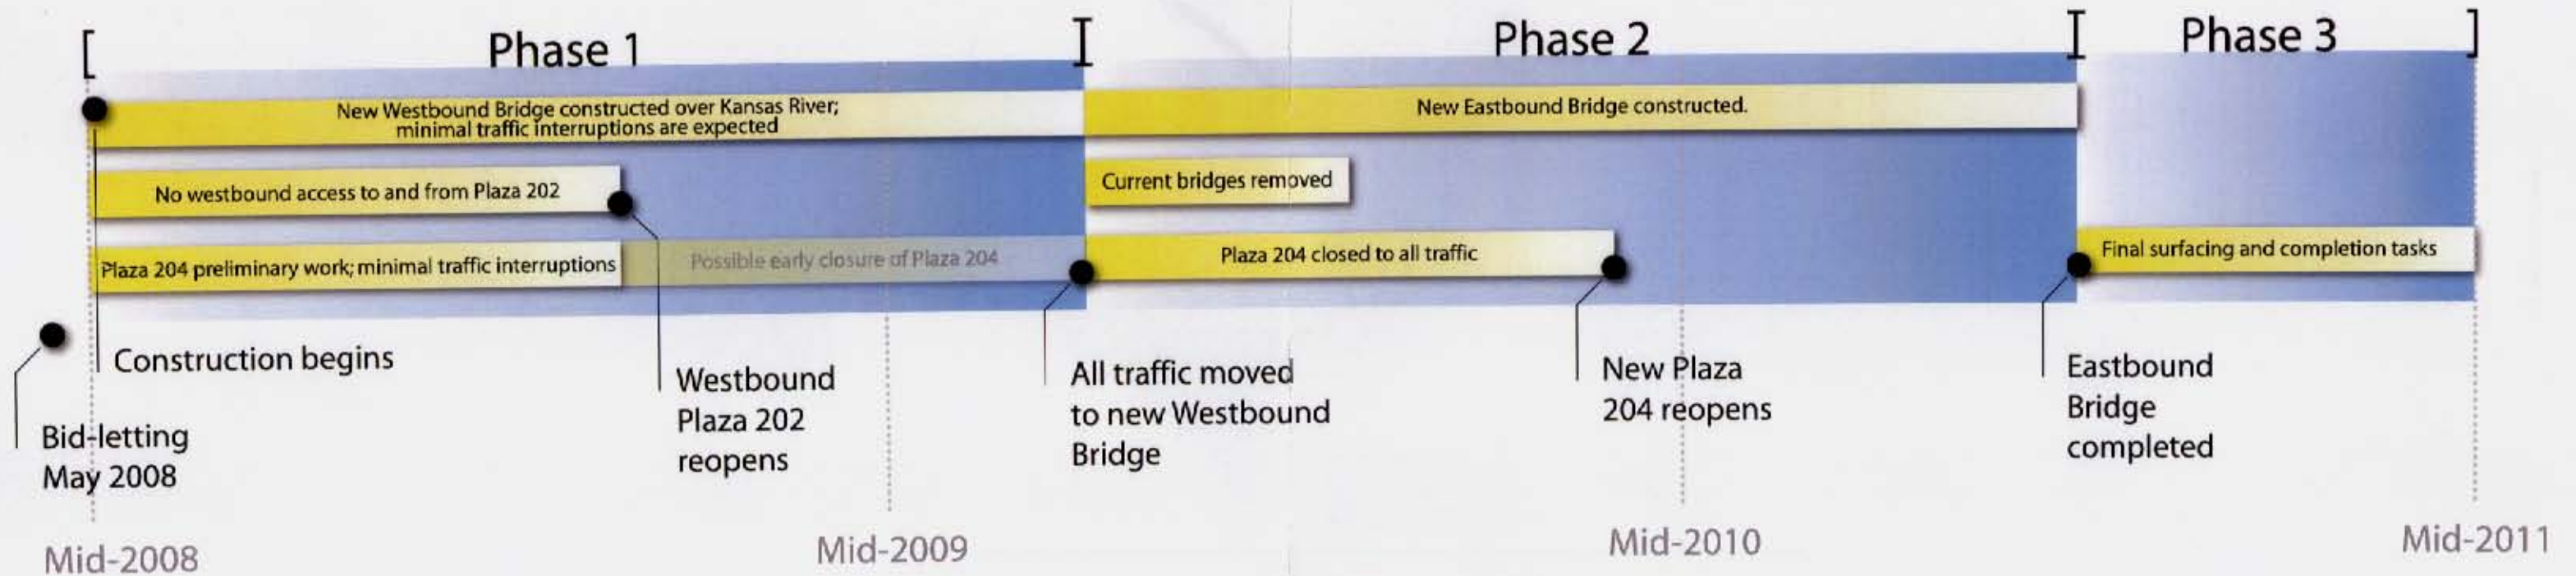 Phase 1
Phase 2
Phase 3
New Westbound Bridge constructed over Kansas River;
minimal traffic interruptions are expected
New Eastbound Bridge constructed.
No westbound access to and from Plaza 202
Current bridges removed
Plaza 204 preliminary work; minimal traffic interruptions
Possible early closure of Plaza 204
Plaza 204 closed to all traffic
Final surfacing and completion tasks
Construction begins
Bid-letting
May 2008
Westbound
Plaza 202
reopens
All traffic moved
to new Westbound
Bridge
New Plaza
204 reopens
Eastbound
Bridge
completed
Mid-2008
Mid-2009
Mid-2010
Mid-2011